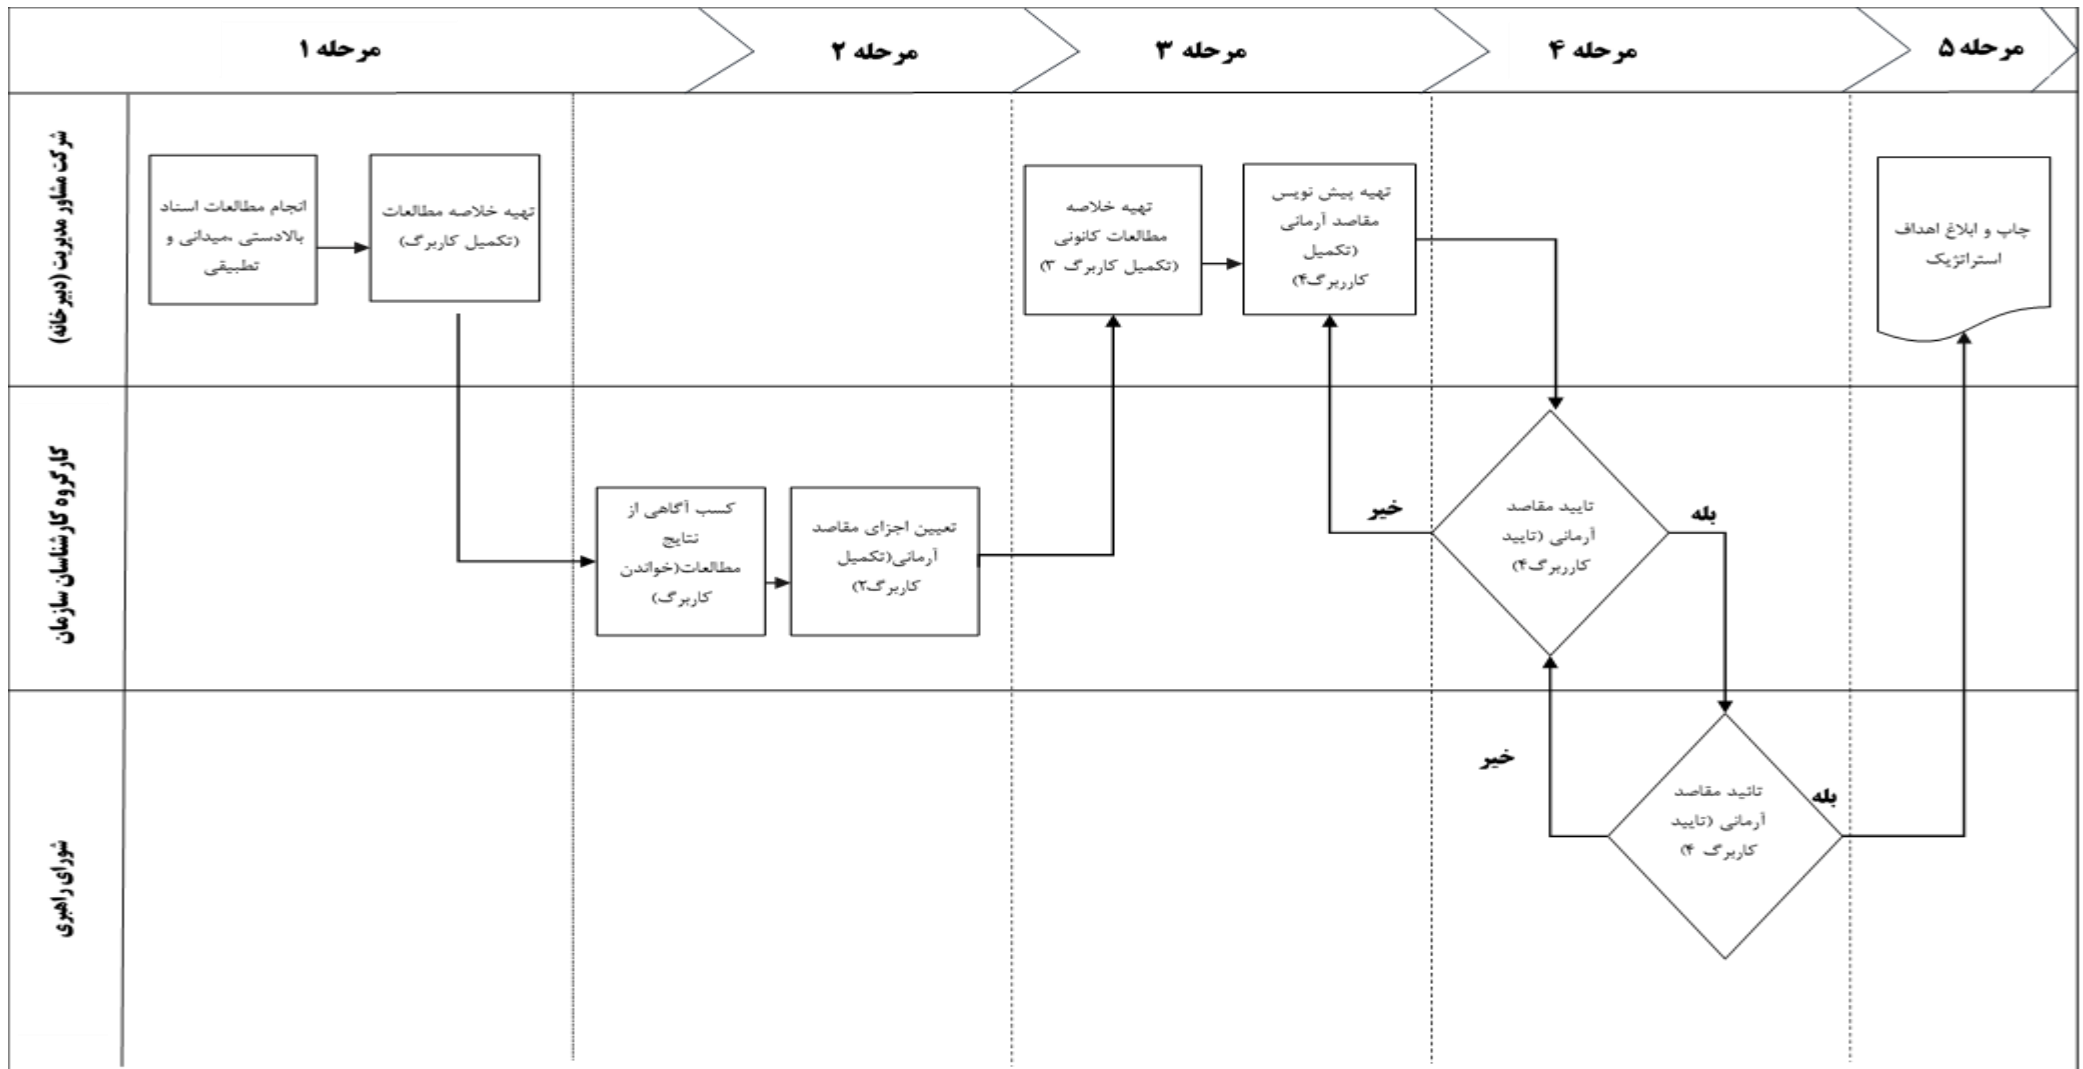 مرحله ۱
مرحله ۲
مرحله ۳
مرحله ۴
مرحله ۵
شرکت مشاور مدیریت (دبیرخانه)
انجام مطالعات اسناد
بالادستی ،میدانی و
تطبیقی
تهیه خلاصه مطالعات
(تکمیل کاربرگ)
تهیه خلاصه
مطالعات کانونی
(تکمیل کاربرگ ۳)
تهیه پیش نویس
مقاصد آرمانی
(تکمیل
کارربرگ۴)
چاپ و ابلاغ اهداف
استراتژیک
کارگروه کارشناسان سازمان
کسب آگاهی از
نتایج
مطالعات(خواندن
کاربرگ)
تعیین اجزای مقاصد
آرمانی(تکمیل
کاربرگ۲)
خیر
تایید مقاصد
آرمانی (تایید
کارربرگ۴)
بله
شورای راهبری
خیر
تائید مقاصد
آرمانی (تایید
کاربرگ ۴)
بله